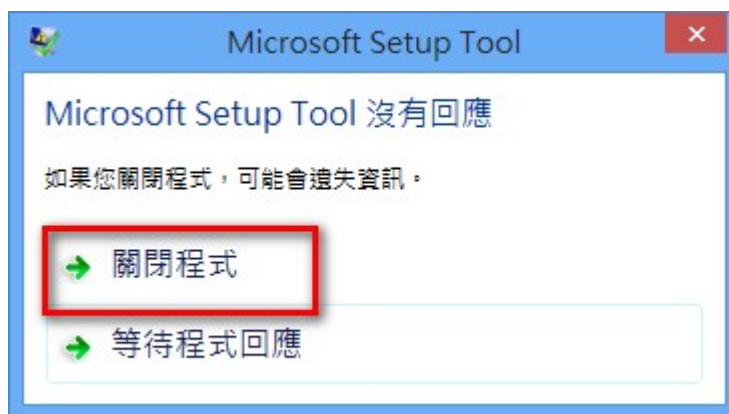 Microsoft Setup Tool
Microsoft Setup Tool 沒有回應
如果您關閉程式，可能會遺失資訊。
關閉程式
等待程式回應